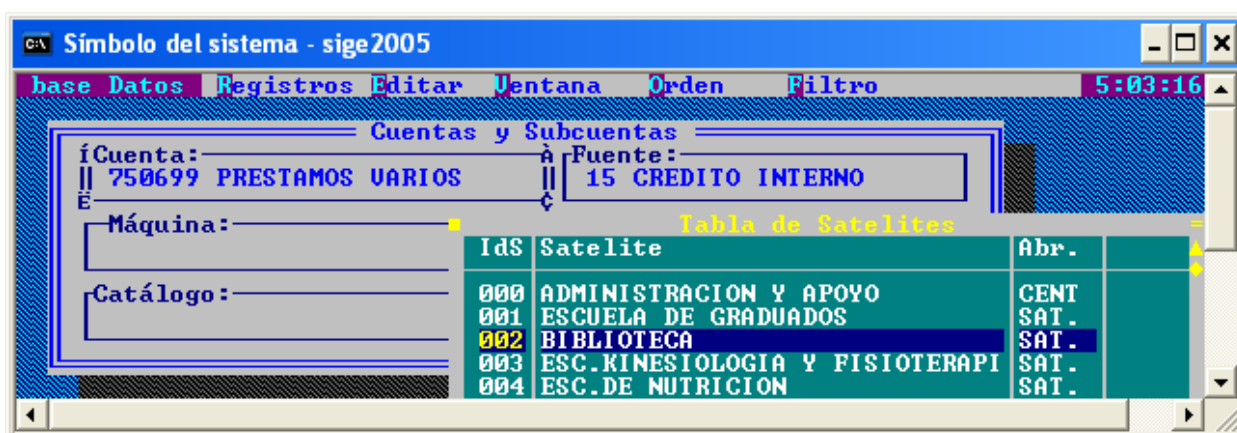 Símbolo del sistema - sige2005
base Datos Registros Editar Ventana Orden Filtro 5:03:16
Cuentas y Subcuentas
Cuenta: Fuente:
750699 PRESTAMOS VARIOS 15 CREDITO INTERNO
Máquina:
Tabla de Satelites
IdS Satelite Abr.
Catálogo:
000 ADMINISTRACION Y APOYO CENT
001 ESCUELA DE GRADUADOS SAT.
002 BIBLIOTECA SAT.
003 ESC.KINESIOLOGIA Y FISIOTERAPI SAT.
004 ESC.DE NUTRICION SAT.